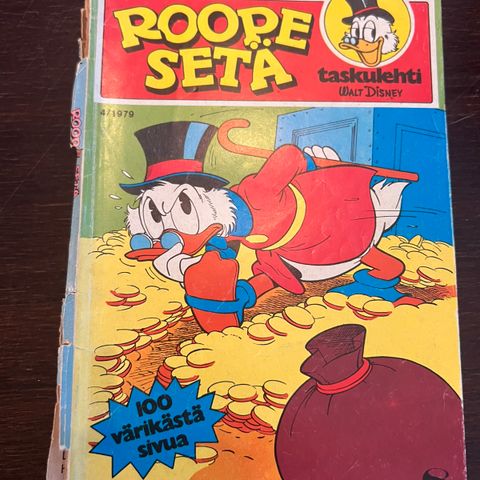 ROOPE
SETÄ
taskulehti
WALT DISNEY
4/1979
100
värikästä
sivua